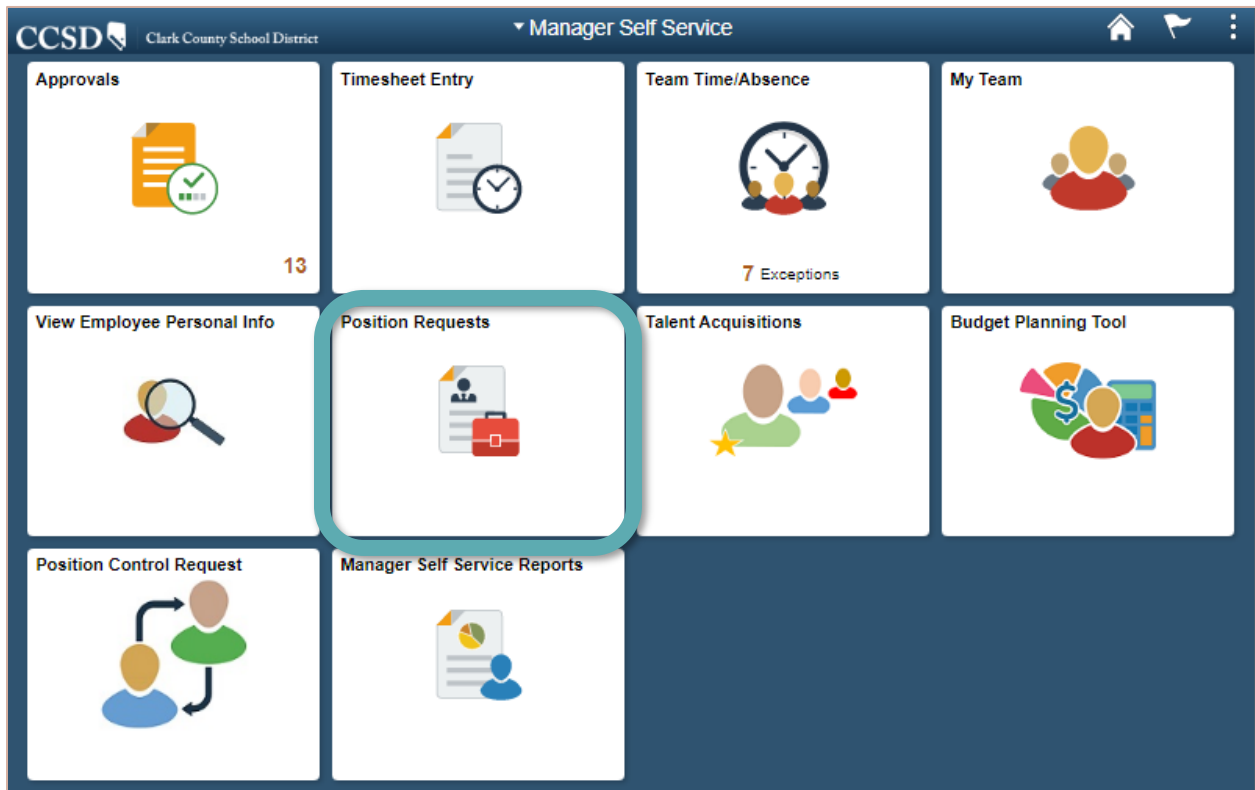 CCSD Clark County School District
Manager Self Service
Approvals
Timesheet Entry
Team Time/Absence
My Team
13
7 Exceptions
View Employee Personal Info
Position Requests
Talent Acquisitions
Budget Planning Tool
$
Position Control Request
Manager Self Service Reports